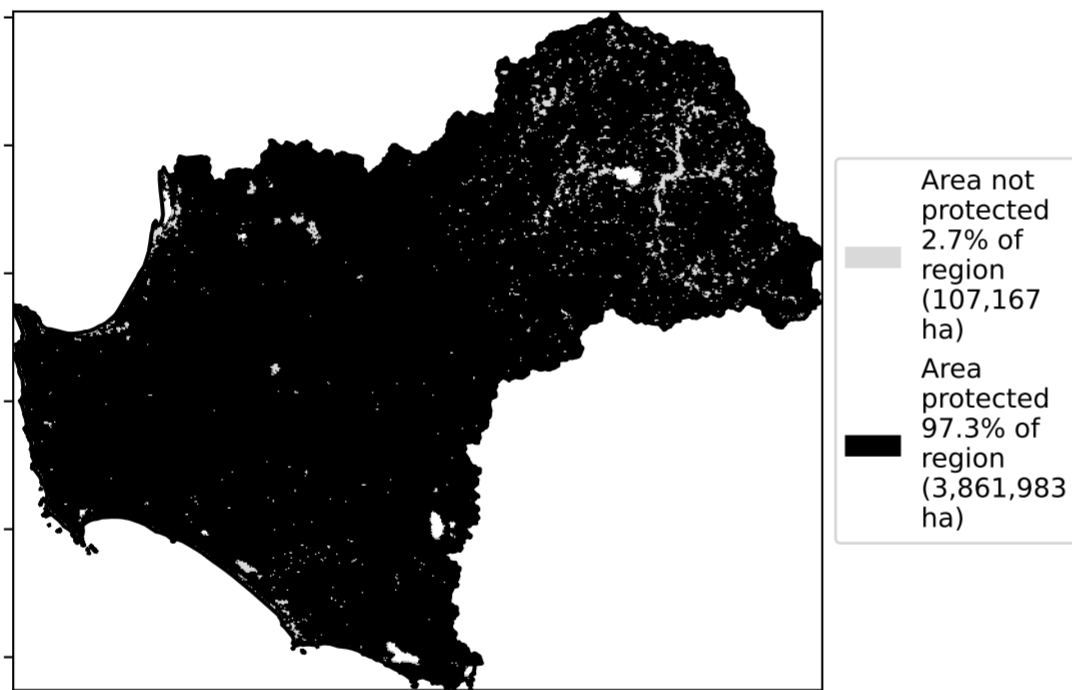 Area not
protected
2.7% of
region
(107,167
ha)
Area
protected
97.3% of
region
(3,861,983
ha)